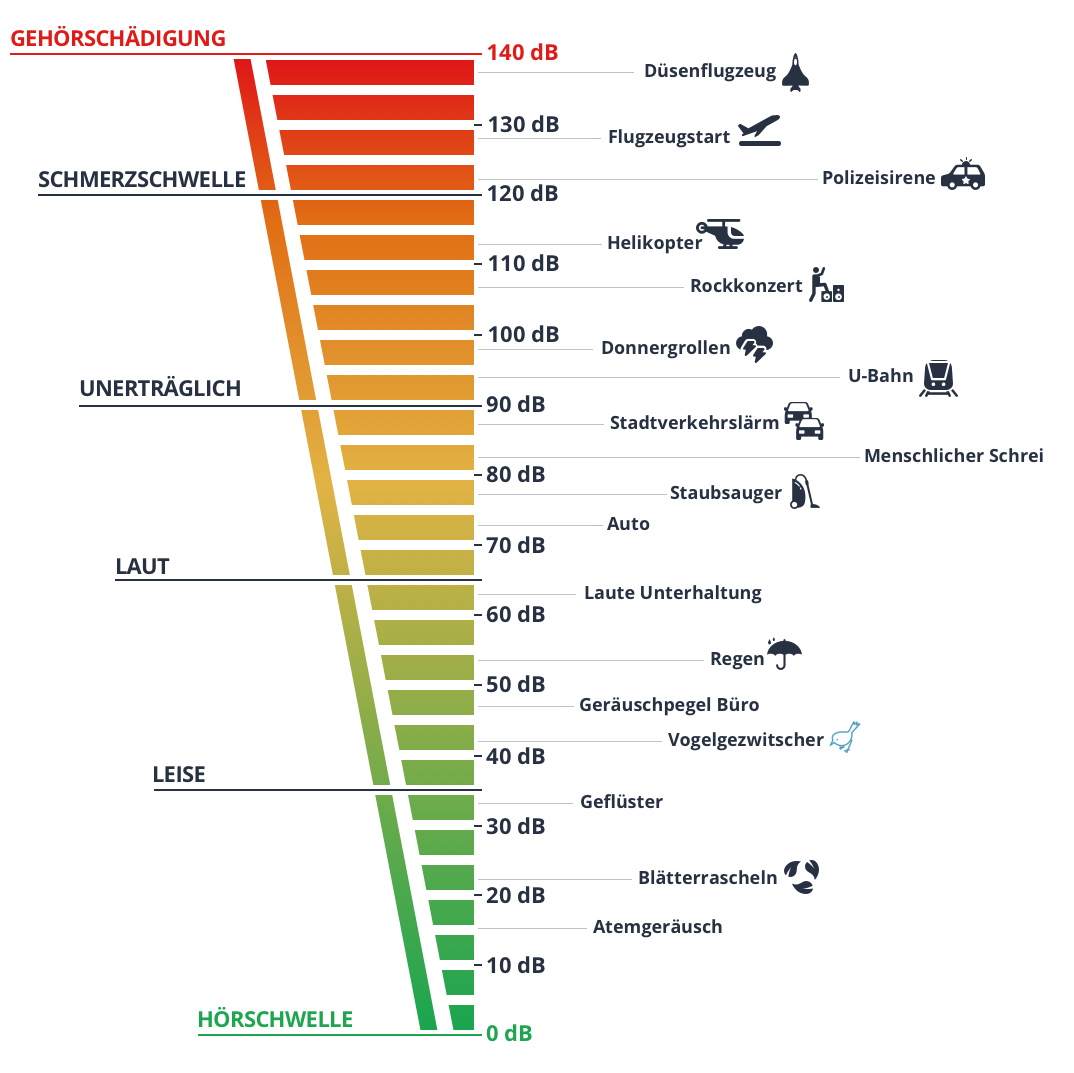 GEHÖRSCHÄDIGUNG
140 dB
Düsenflugzeug
130 dB
Flugzeugstart
SCHMERZSCHWELLE
Polizeisirene
120 dB
Helikopter
110 dB
Rockkonzert
100 dB
Donnergrollen
U-Bahn
UNERTRÄGLICH
90 dB
Stadtverkehrslärm
Menschlicher Schrei
80 dB
Staubsauger
Auto
70 dB
LAUT
Laute Unterhaltung
60 dB
Regen
50 dB
Geräuschpegel Büro
Vogelgezwitscher
40 dB
LEISE
Geflüster
30 dB
Blätterrascheln
20 dB
Atemgeräusch
10 dB
HÖRSCHWELLE
0 dB